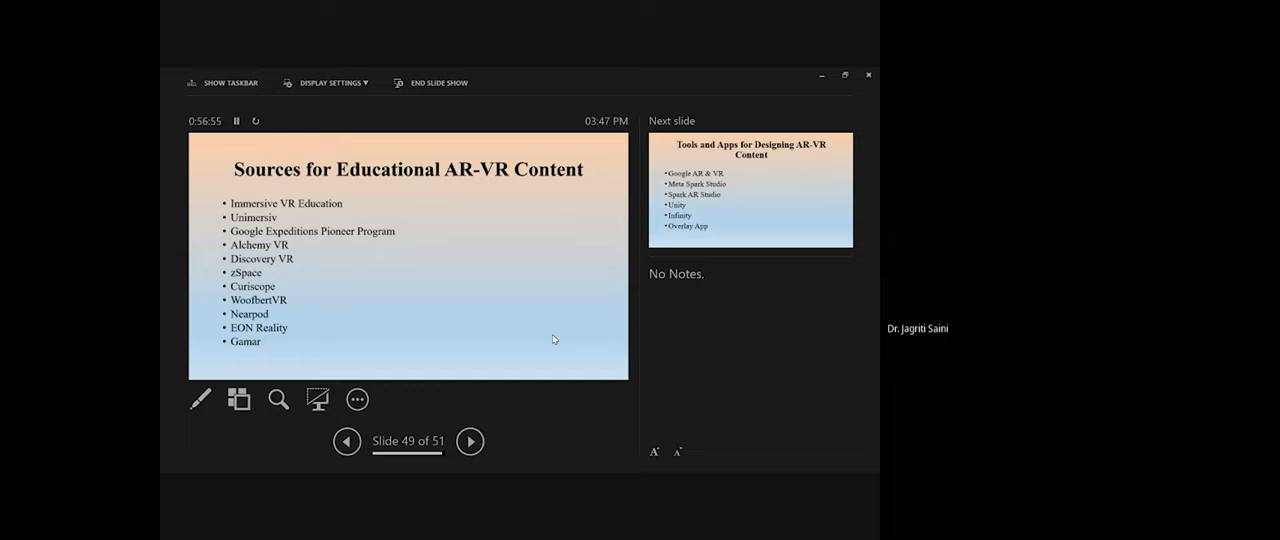 SHOW TASKBAR DISPLAY SETTINGS ▼ END SLIDE SHOW
0:56:55 03:47 PM
Sources for Educational AR-VR Content
• Immersive VR Education
• Unimersiv
• Google Expeditions Pioneer Program
• Alchemy VR
• Discovery VR
• zSpace
• Curiscope
• WoofbertVR
• Nearpod
• EON Reality
• Gamar
Slide 49 of 51
Next slide
Tools and Apps for Designing AR-VR
Content
• Google AR & VR
• Meta Spark Studio
• Spark AR Studio
• Unity
• Infinity
• Overlay App
No Notes.
A A
Dr. Jagriti Saini